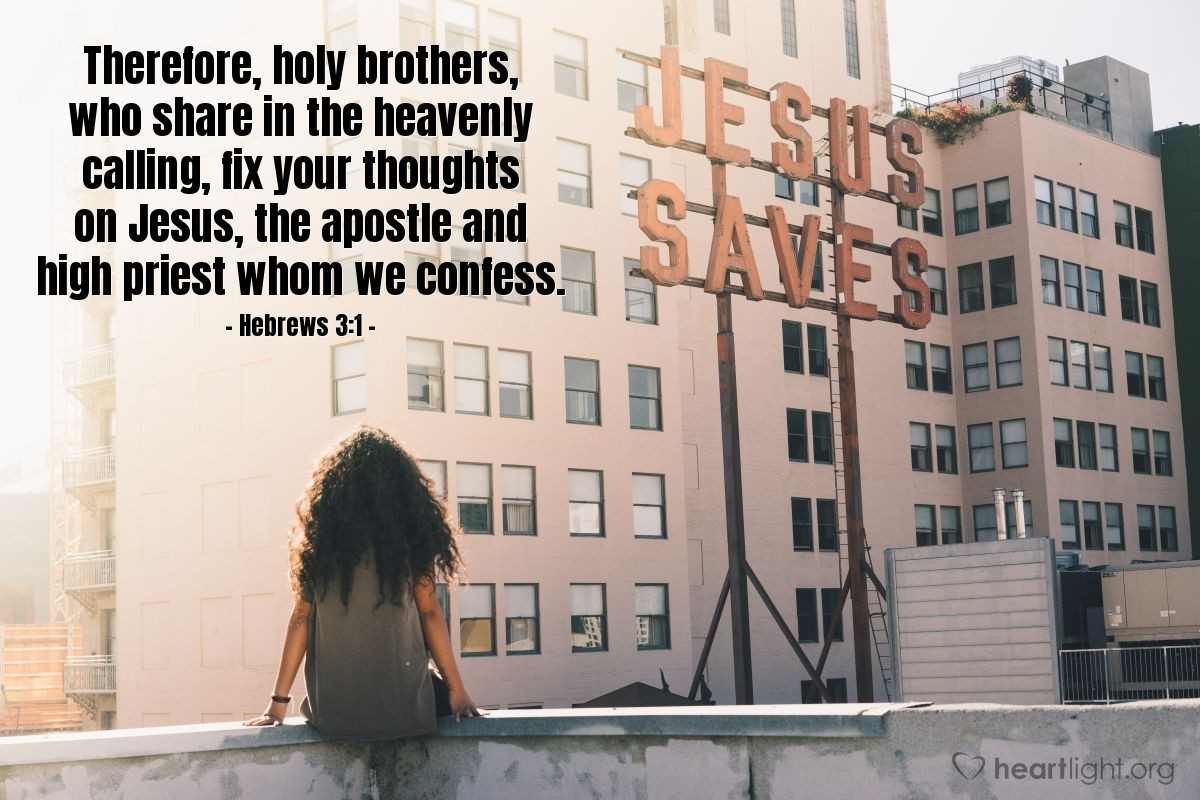 Therefore, holy brothers,
who share in the heavenly
calling, fix your thoughts
on Jesus, the apostle and
high priest whom we confess.
- Hebrews 3:1 -
JESUS
SAVES
heartlight.org